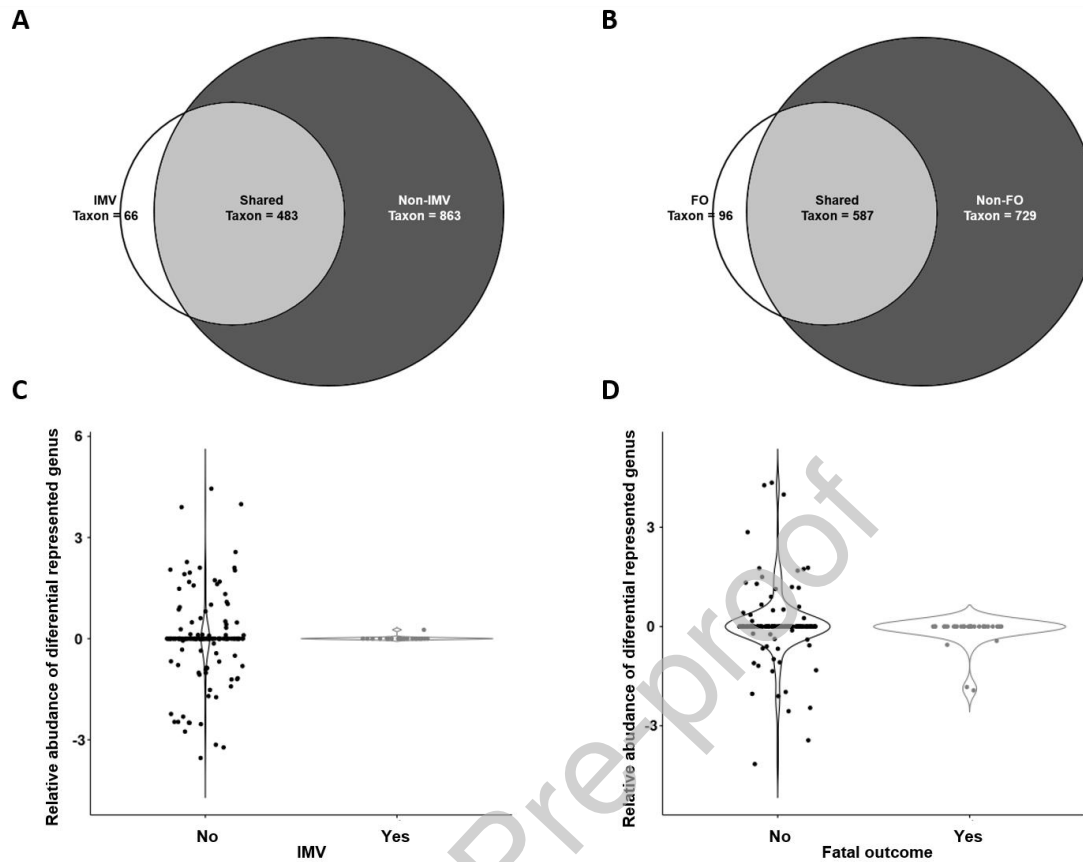 A
B
IMV
Taxon = 66
Shared
Taxon = 483
Non-IMV
Taxon = 863
FO
Taxon = 96
Shared
Taxon = 587
Non-FO
Taxon = 729
C
D
Relative abudance of diferential represented genus
6
3
0
-3
No
Yes
IMV
Relative abudance of diferential represented genus
3
0
-3
No
Yes
Fatal outcome
Pre-proof